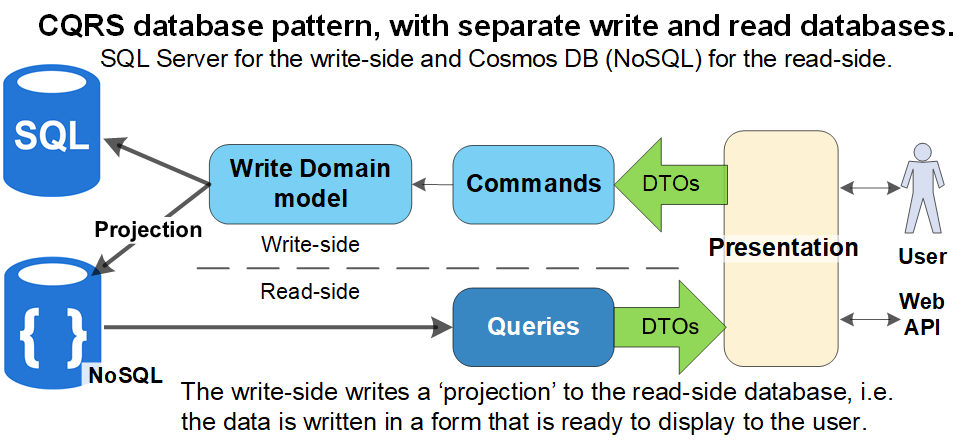 CQRS database pattern, with separate write and read databases.
SQL Server for the write-side and Cosmos DB (NoSQL) for the read-side.
SQL
Write Domain
model
Commands
DTOs
Projection
Write-side
Presentation
User
Read-side
{ }
Queries
DTOs
Web
API
NoSQL
The write-side writes a ‘projection’ to the read-side database, i.e.
the data is written in a form that is ready to display to the user.